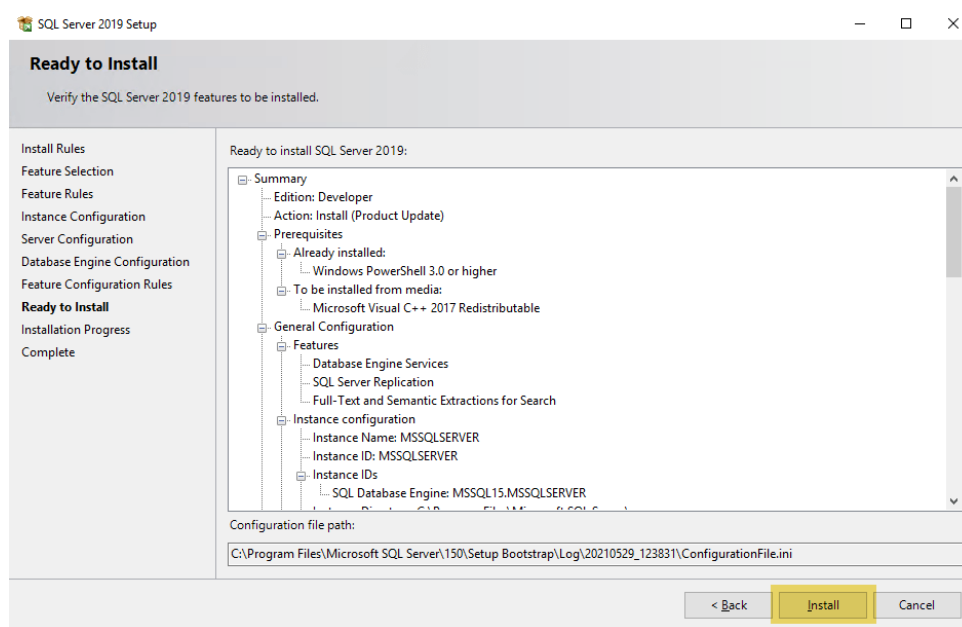 SQL Server 2019 Setup
Ready to Install
Verify the SQL Server 2019 features to be installed.
Install Rules
Feature Selection
Feature Rules
Instance Configuration
Server Configuration
Database Engine Configuration
Feature Configuration Rules
Ready to Install
Installation Progress
Complete
Ready to install SQL Server 2019:
Summary
Edition: Developer
Action: Install (Product Update)
Prerequisites
Already installed:
Windows PowerShell 3.0 or higher
To be installed from media:
Microsoft Visual C++ 2017 Redistributable
General Configuration
Features
Database Engine Services
SQL Server Replication
Full-Text and Semantic Extractions for Search
Instance configuration
Instance Name: MSSQLSERVER
Instance ID: MSSQLSERVER
Instance IDs
SQL Database Engine: MSSQL15.MSSQLSERVER
Configuration file path:
C:\Program Files\Microsoft SQL Server\150\Setup Bootstrap\Log\20210529_123831\ConfigurationFile.ini
< Back
Install
Cancel